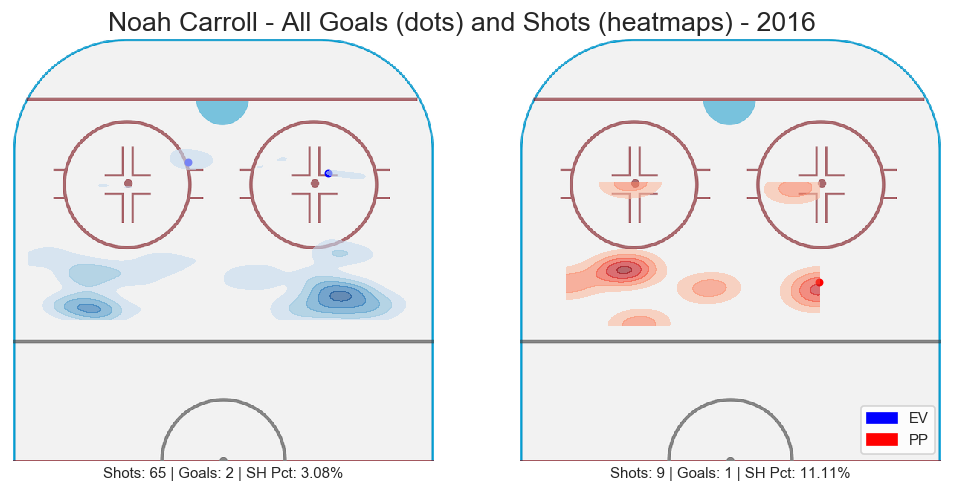 Noah Carroll - All Goals (dots) and Shots (heatmaps) - 2016
EV
PP
Shots: 65 | Goals: 2 | SH Pct: 3.08%
Shots: 9 | Goals: 1 | SH Pct: 11.11%